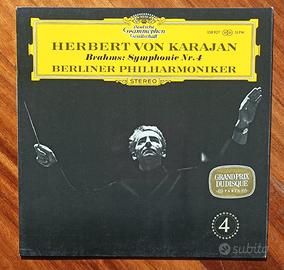 Deutsche
Grammophon
Gesellschaft
HERBERT VON KARAJAN
Brahms: Symphonie Nr. 4
BERLINER PHILHARMONIKER
STEREO
GRAND PRIX
DU DISQUE
PARIS
4
subito